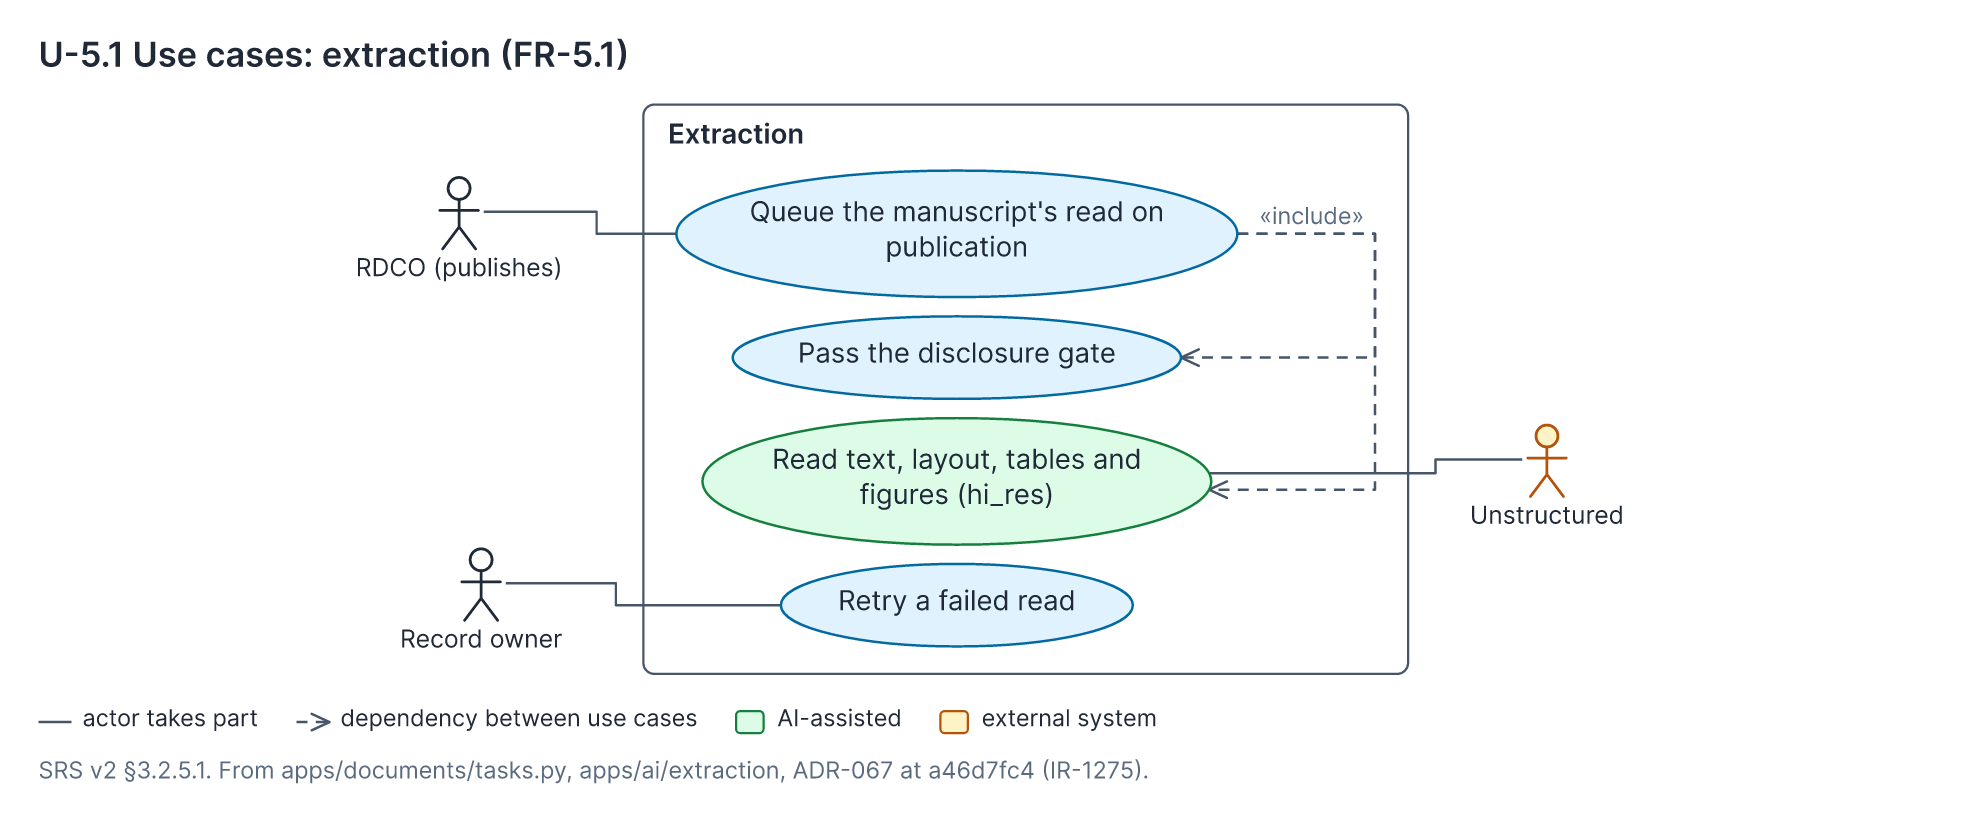 U-5.1 Use cases: extraction (FR-5.1)
Extraction
Queue the manuscript's read on
publication
«include»
RDCO (publishes)
Pass the disclosure gate
Read text, layout, tables and
figures (hi_res)
Unstructured
Retry a failed read
Record owner
actor takes part
dependency between use cases
AI-assisted
external system
SRS v2 §3.2.5.1. From apps/documents/tasks.py, apps/ai/extraction, ADR-067 at a46d7fc4 (IR-1275).